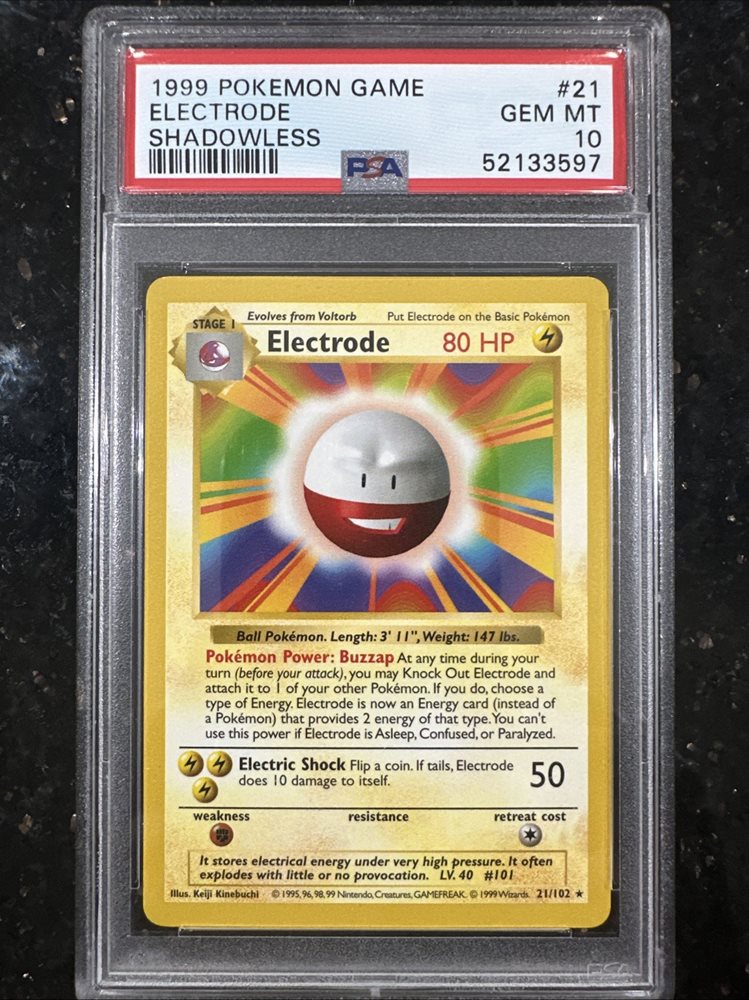 1999 POKEMON GAME #21
ELECTRODE GEM MT
SHADOWLESS 10
PSA 52133597
STAGE 1 Evolves from Voltorb Put Electrode on the Basic Pokémon
Electrode 80 HP
Ball Pokémon. Length: 3' 11", Weight: 147 lbs.
Pokémon Power: Buzzap At any time during your
turn (before your attack), you may Knock Out Electrode and
attach it to 1 of your other Pokémon. If you do, choose a
type of Energy. Electrode is now an Energy card (instead of
a Pokémon) that provides 2 energy of that type. You can't
use this power if Electrode is Asleep, Confused, or Paralyzed.
Electric Shock Flip a coin. If tails, Electrode
does 10 damage to itself. 50
weakness resistance retreat cost
It stores electrical energy under very high pressure. It often
explodes with little or no provocation. LV. 40 #101
Illus. Keiji Kinebuchi © 1995, 96, 98, 99 Nintendo, Creatures, GAMEFREAK. © 1999 Wizards. 21/102 ★
PSA